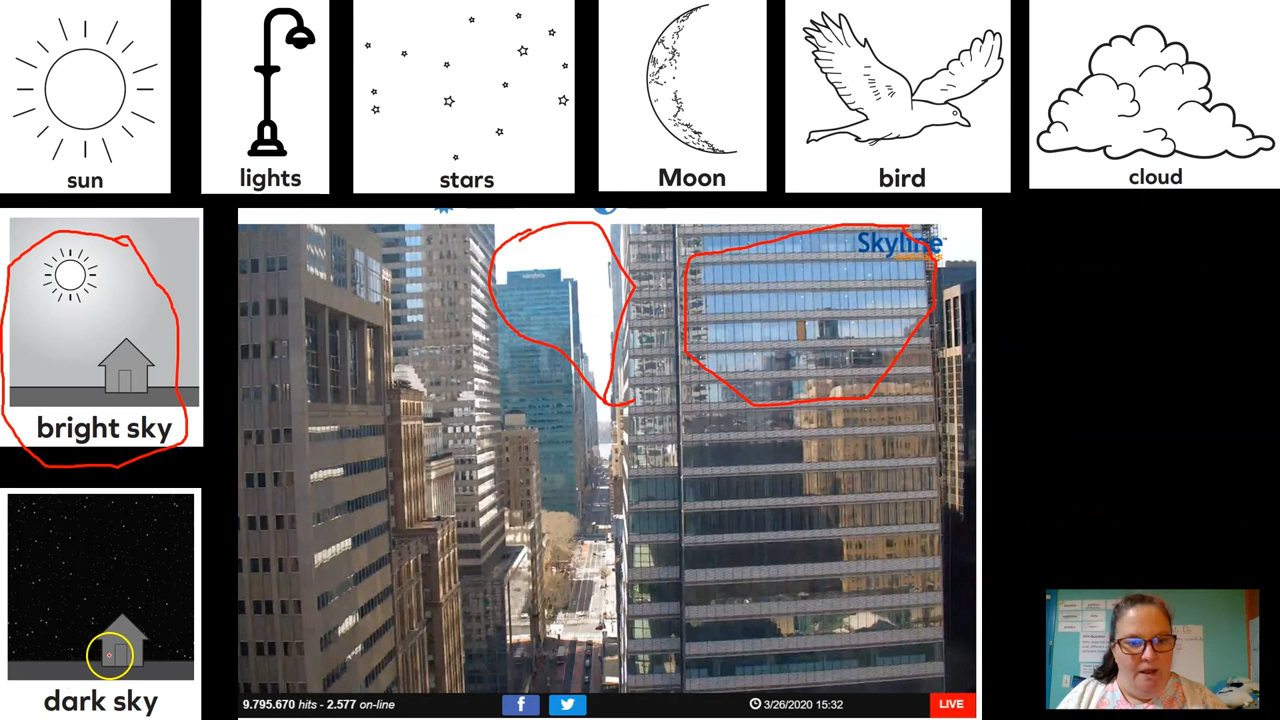 sun
lights
stars
Moon
bird
cloud
bright sky
dark sky
Skyline
9.795.670 hits - 2.577 on-line
3/26/2020 15:32
LIVE